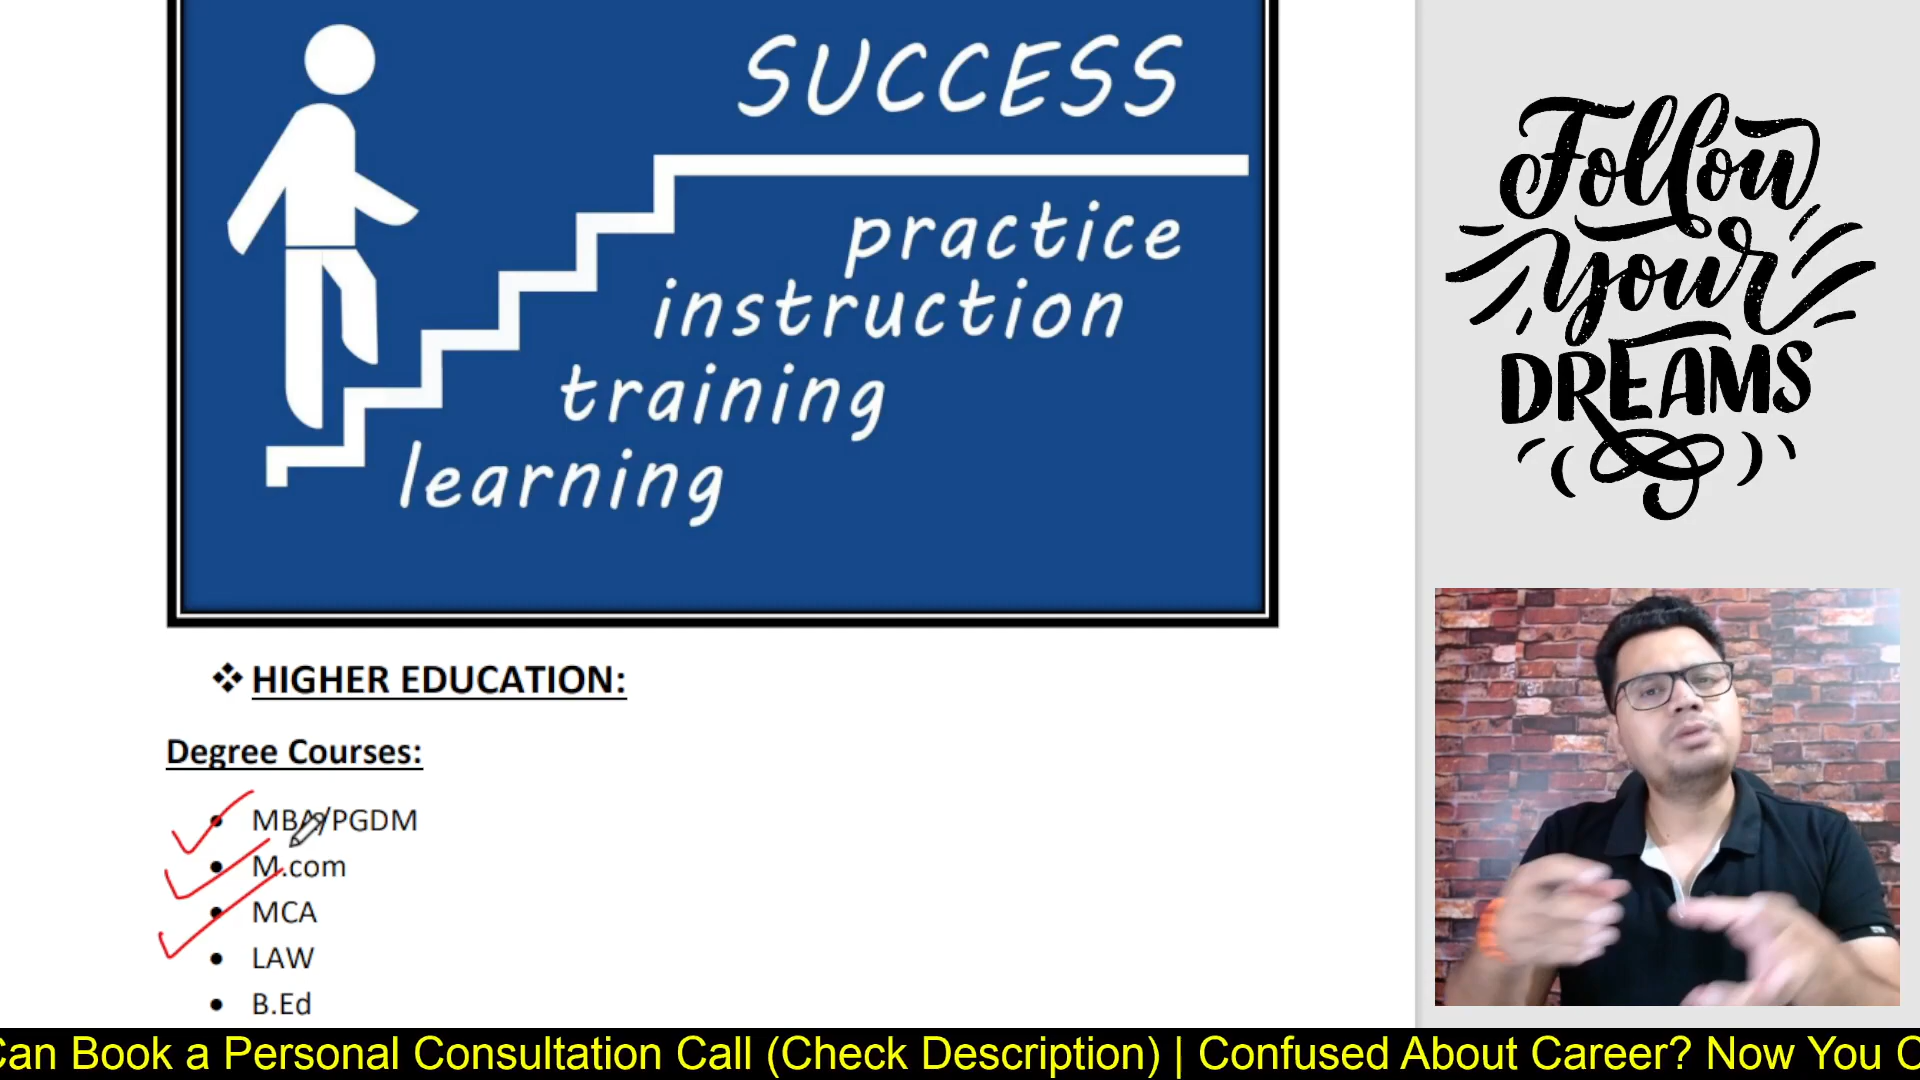 SUCCESS
practice
instruction
training
learning
Follow
Your
DREAMS
HIGHER EDUCATION:
Degree Courses:
MBA/PGDM
M.com
MCA
LAW
B.Ed
Can Book a Personal Consultation Call (Check Description) | Confused About Career? Now You C